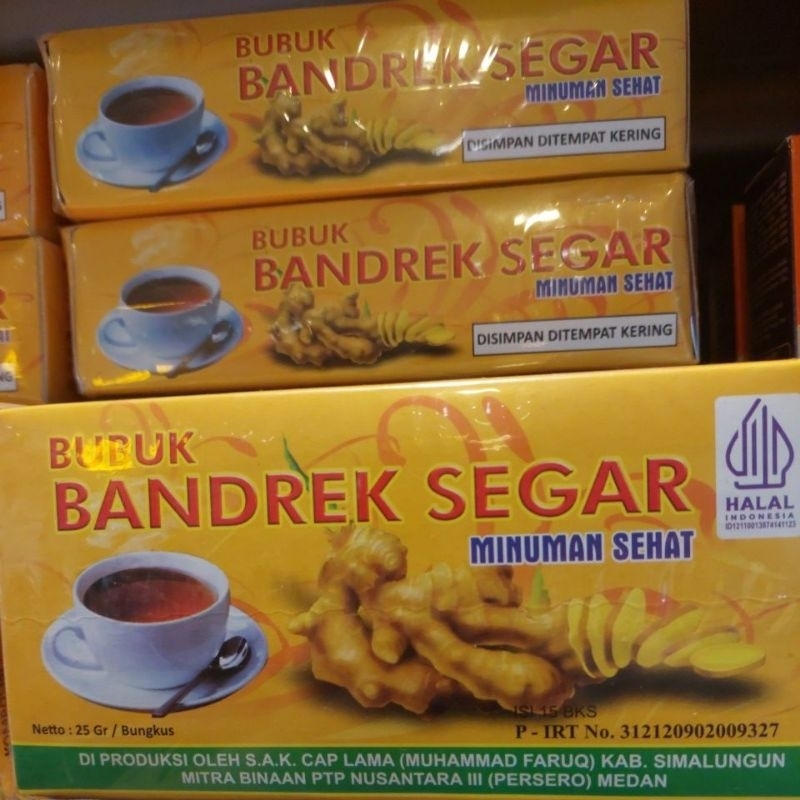 BUBUK
BANDREK SEGAR
MINUMAN SEHAT
DISIMPAN DITEMPAT KERING
BUBUK
BANDREK SEGAR
MINUMAN SEHAT
DISIMPAN DITEMPAT KERING
BUBUK
BANDREK SEGAR
MINUMAN SEHAT
HALAL
INDONESIA
ID12110013874141123
Netto : 25 Gr / Bungkus
ISI 15 BKS
P - IRT No. 312120902009327
DI PRODUKSI OLEH S.A.K. CAP LAMA (MUHAMMAD FARUQ) KAB. SIMALUNGUN
MITRA BINAAN PTP NUSANTARA III (PERSERO) MEDAN